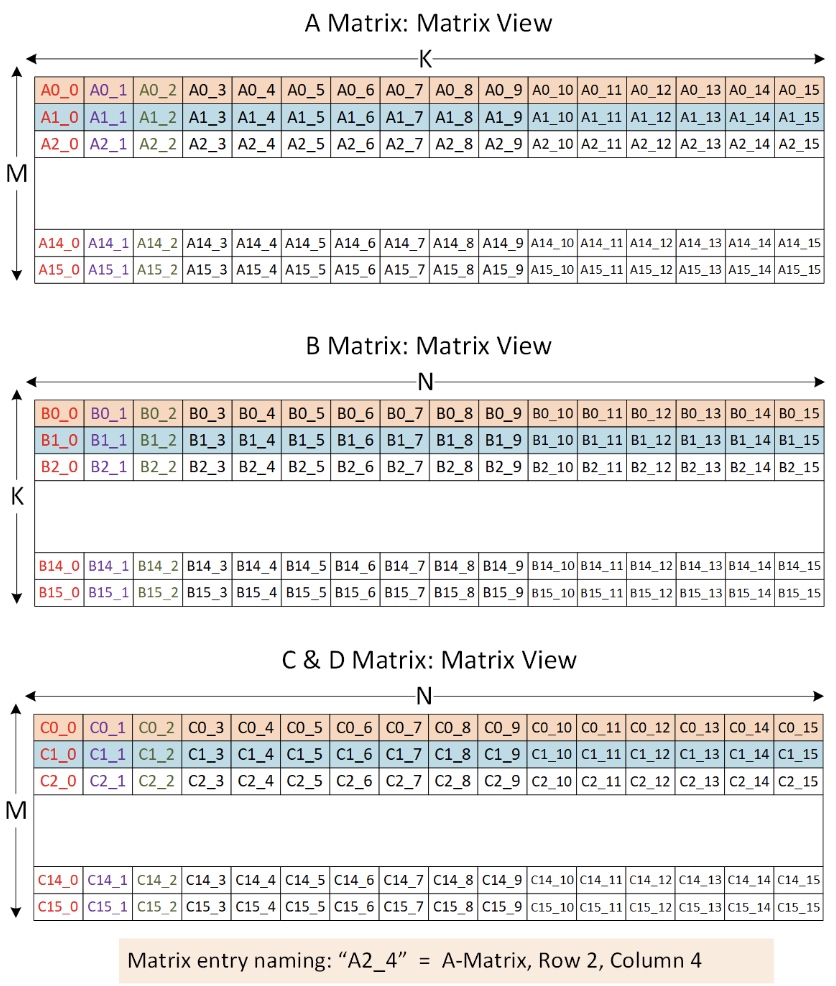 A Matrix: Matrix View
K
M
A0_0 A0_1 A0_2 A0_3 A0_4 A0_5 A0_6 A0_7 A0_8 A0_9 A0_10 A0_11 A0_12 A0_13 A0_14 A0_15
A1_0 A1_1 A1_2 A1_3 A1_4 A1_5 A1_6 A1_7 A1_8 A1_9 A1_10 A1_11 A1_12 A1_13 A1_14 A1_15
A2_0 A2_1 A2_2 A2_3 A2_4 A2_5 A2_6 A2_7 A2_8 A2_9 A2_10 A2_11 A2_12 A2_13 A2_14 A2_15
A14_0 A14_1 A14_2 A14_3 A14_4 A14_5 A14_6 A14_7 A14_8 A14_9 A14_10 A14_11 A14_12 A14_13 A14_14 A14_15
A15_0 A15_1 A15_2 A15_3 A15_4 A15_5 A15_6 A15_7 A15_8 A15_9 A15_10 A15_11 A15_12 A15_13 A15_14 A15_15
B Matrix: Matrix View
N
K
B0_0 B0_1 B0_2 B0_3 B0_4 B0_5 B0_6 B0_7 B0_8 B0_9 B0_10 B0_11 B0_12 B0_13 B0_14 B0_15
B1_0 B1_1 B1_2 B1_3 B1_4 B1_5 B1_6 B1_7 B1_8 B1_9 B1_10 B1_11 B1_12 B1_13 B1_14 B1_15
B2_0 B2_1 B2_2 B2_3 B2_4 B2_5 B2_6 B2_7 B2_8 B2_9 B2_10 B2_11 B2_12 B2_13 B2_14 B2_15
B14_0 B14_1 B14_2 B14_3 B14_4 B14_5 B14_6 B14_7 B14_8 B14_9 B14_10 B14_11 B14_12 B14_13 B14_14 B14_15
B15_0 B15_1 B15_2 B15_3 B15_4 B15_5 B15_6 B15_7 B15_8 B15_9 B15_10 B15_11 B15_12 B15_13 B15_14 B15_15
C & D Matrix: Matrix View
N
M
C0_0 C0_1 C0_2 C0_3 C0_4 C0_5 C0_6 C0_7 C0_8 C0_9 C0_10 C0_11 C0_12 C0_13 C0_14 C0_15
C1_0 C1_1 C1_2 C1_3 C1_4 C1_5 C1_6 C1_7 C1_8 C1_9 C1_10 C1_11 C1_12 C1_13 C1_14 C1_15
C2_0 C2_1 C2_2 C2_3 C2_4 C2_5 C2_6 C2_7 C2_8 C2_9 C2_10 C2_11 C2_12 C2_13 C2_14 C2_15
C14_0 C14_1 C14_2 C14_3 C14_4 C14_5 C14_6 C14_7 C14_8 C14_9 C14_10 C14_11 C14_12 C14_13 C14_14 C14_15
C15_0 C15_1 C15_2 C15_3 C15_4 C15_5 C15_6 C15_7 C15_8 C15_9 C15_10 C15_11 C15_12 C15_13 C15_14 C15_15
Matrix entry naming: “A2_4” = A-Matrix, Row 2, Column 4